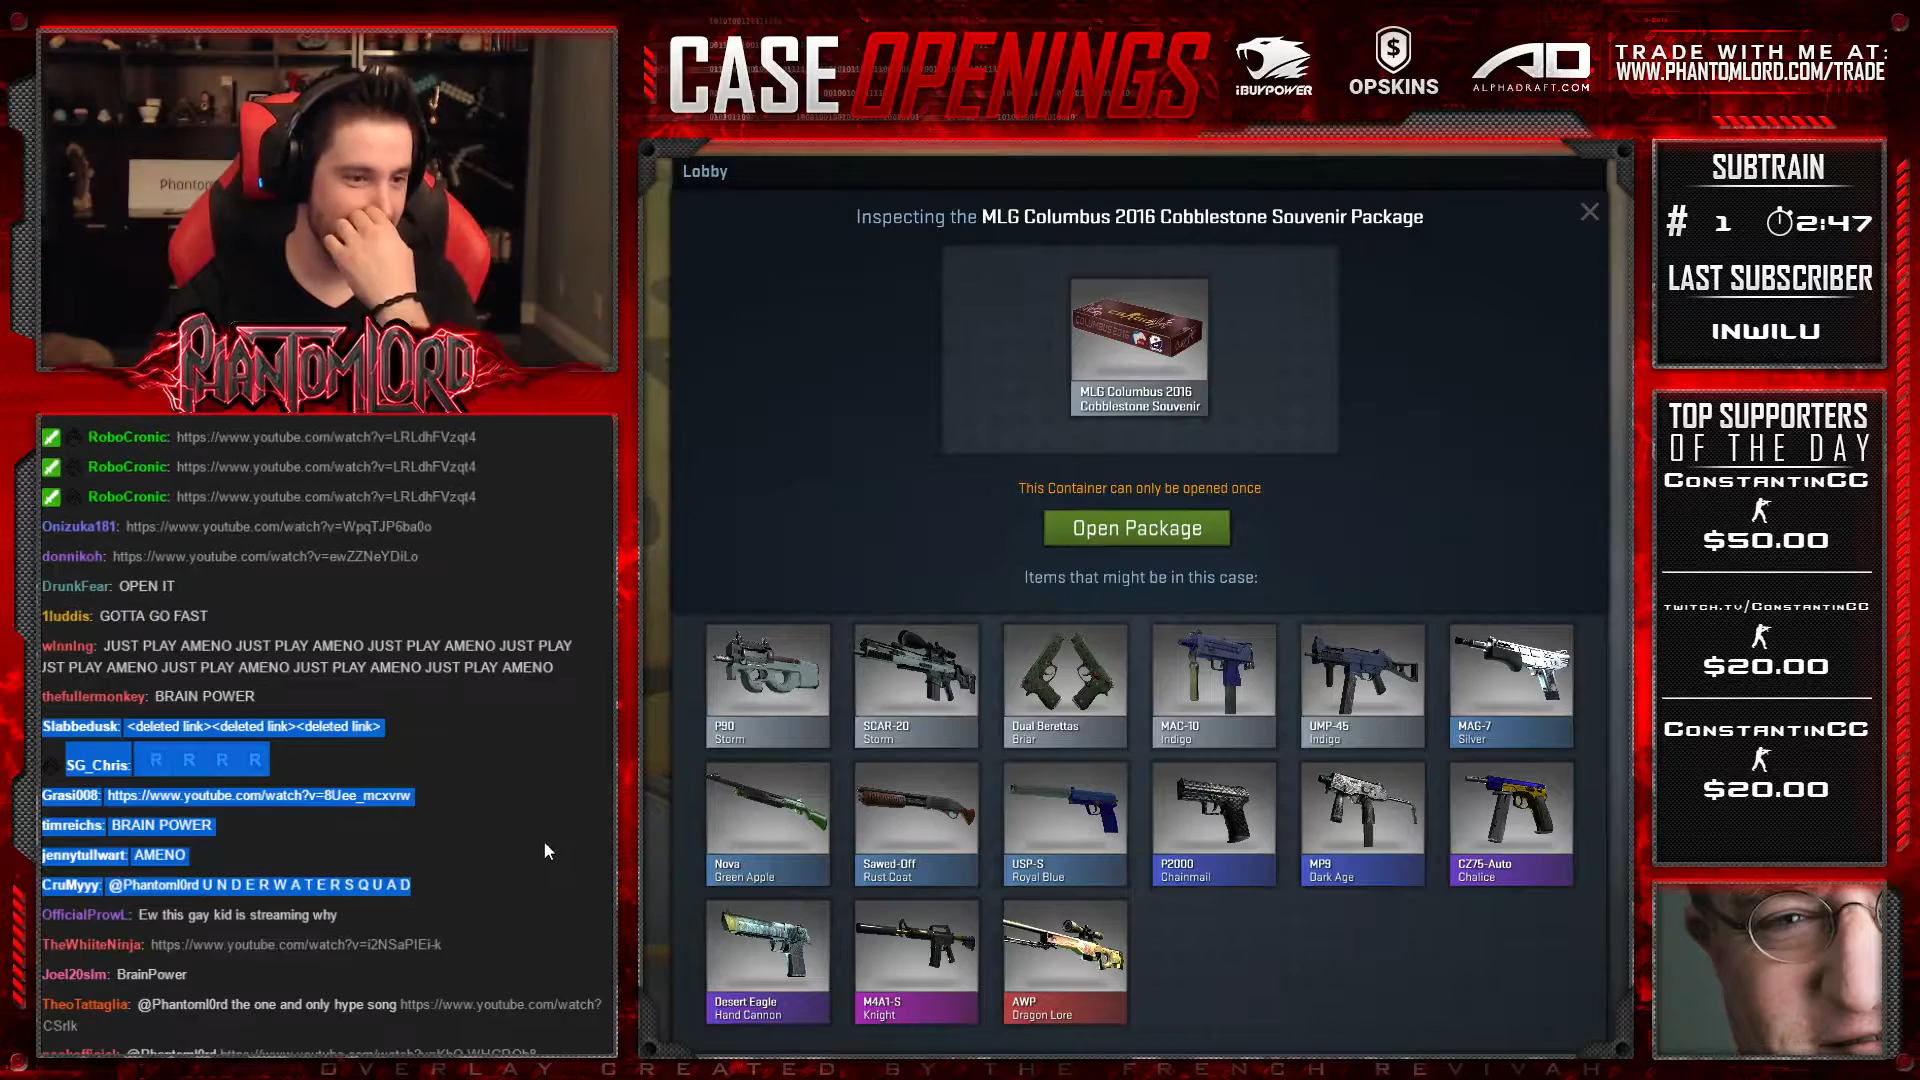 CASE OPENINGS
iBUYPOWER
OPSKINS
ALPHADRAFT.COM
TRADE WITH ME AT:
WWW.PHANTOMLORD.COM/TRADE
Phantom
PHANTOML0RD
Lobby
Inspecting the MLG Columbus 2016 Cobblestone Souvenir Package
MLG Columbus 2016
Cobblestone Souvenir
This Container can only be opened once
Open Package
Items that might be in this case:
P90
Storm
SCAR-20
Storm
Dual Berettas
Briar
MAC-10
Indigo
UMP-45
Indigo
MAG-7
Silver
Nova
Green Apple
Sawed-Off
Rust Coat
USP-S
Royal Blue
P2000
Chainmail
MP9
Dark Age
CZ75-Auto
Chalice
Desert Eagle
Hand Cannon
M4A1-S
Knight
AWP
Dragon Lore
SUBTRAIN
# 1 2:47
LAST SUBSCRIBER
INWILU
TOP SUPPORTERS
OF THE DAY
CONSTANTINCC
$50.00
TWITCH.TV/CONSTANTINCC
$20.00
CONSTANTINCC
$20.00
RoboCronic: https://www.youtube.com/watch?v=LRLdhFVzqt4
RoboCronic: https://www.youtube.com/watch?v=LRLdhFVzqt4
RoboCronic: https://www.youtube.com/watch?v=LRLdhFVzqt4
Onizuka181: https://www.youtube.com/watch?v=WpqTJP6ba0o
donnikoh: https://www.youtube.com/watch?v=ewZZNeYDiLo
DrunkFear: OPEN IT
1luddis: GOTTA GO FAST
wInnIng: JUST PLAY AMENO JUST PLAY AMENO JUST PLAY AMENO JUST PLAY
JST PLAY AMENO JUST PLAY AMENO JUST PLAY AMENO JUST PLAY AMENO
thefullermonkey: BRAIN POWER
Slabbedusk: <deleted link><deleted link><deleted link>
SG_Chris: R R R R
Grasi008: https://www.youtube.com/watch?v=8Uee_mcxvrw
timreichs: BRAIN POWER
jennytullwart: AMENO
CruMyyy: @Phantoml0rd U N D E R W A T E R S Q U A D
OfficialProwL: Ew this gay kid is streaming why
TheWhiiteNinja: https://www.youtube.com/watch?v=i2NSaPIEi-k
Joel20slm: BrainPower
TheoTattaglia: @Phantoml0rd the one and only hype song https://www.youtube.com/watch?
CSrlk
@Phantoml0rd
OVERLAY CREATED BY THE FRENCH REVIVAH